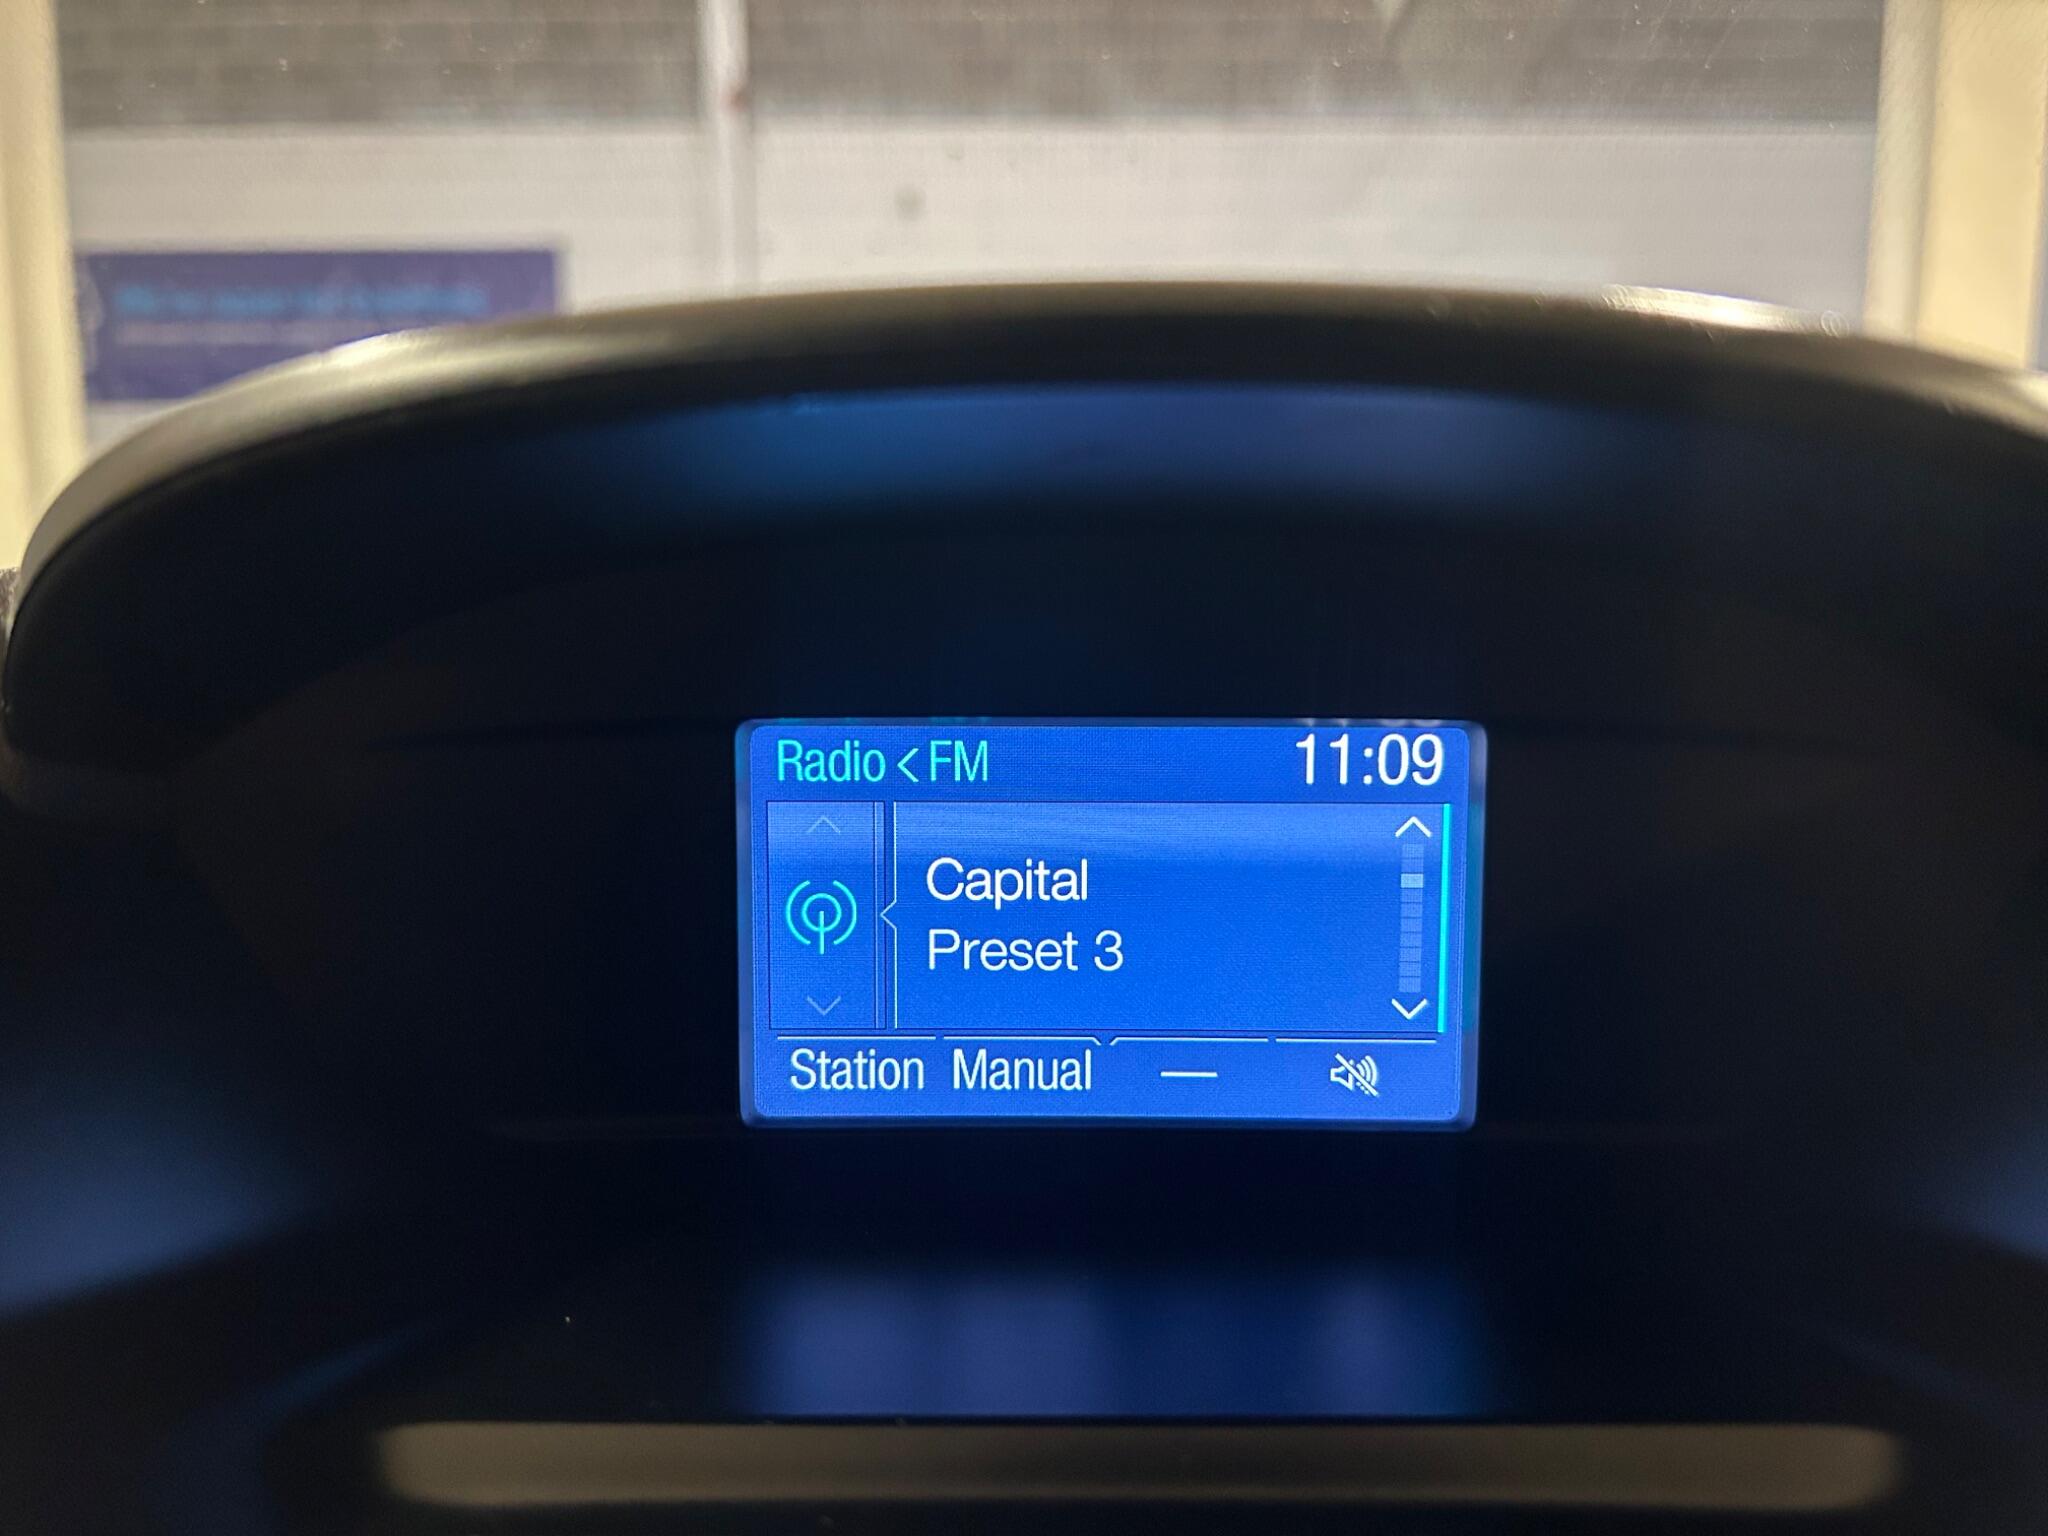 Radio < FM 11:09
Capital
Preset 3
Station Manual —